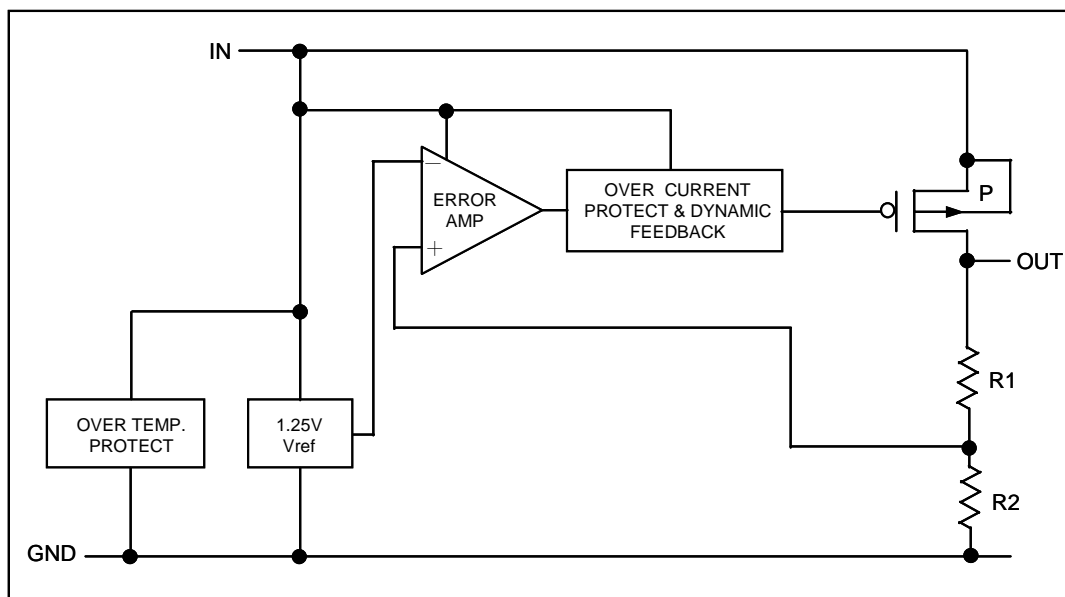 IN
P
−
ERROR
AMP
+
OVER CURRENT
PROTECT & DYNAMIC
FEEDBACK
OUT
R1
OVER TEMP.
PROTECT
1.25V
Vref
R2
GND